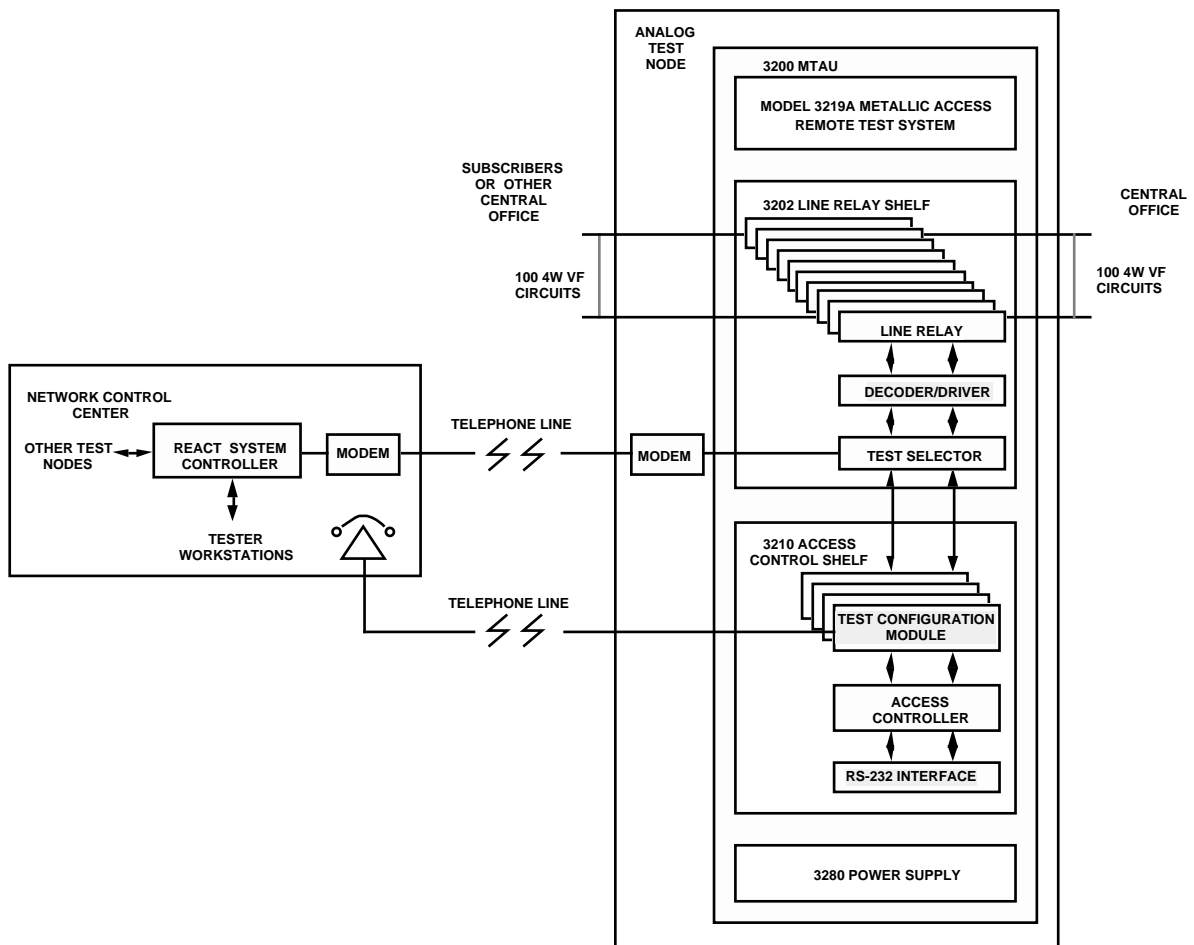 ANALOG
TEST
NODE
3200 MTAU
MODEL 3219A METALLIC ACCESS
REMOTE TEST SYSTEM
SUBSCRIBERS
OR OTHER
CENTRAL
OFFICE
3202 LINE RELAY SHELF
CENTRAL
OFFICE
100 4W VF
CIRCUITS
100 4W VF
CIRCUITS
LINE RELAY
DECODER/DRIVER
NETWORK CONTROL
CENTER
OTHER TEST
NODES
REACT SYSTEM
CONTROLLER
MODEM
TELEPHONE LINE
MODEM
TEST SELECTOR
TESTER
WORKSTATIONS
3210 ACCESS
CONTROL SHELF
TELEPHONE LINE
TEST CONFIGURATION
MODULE
ACCESS
CONTROLLER
RS-232 INTERFACE
3280 POWER SUPPLY